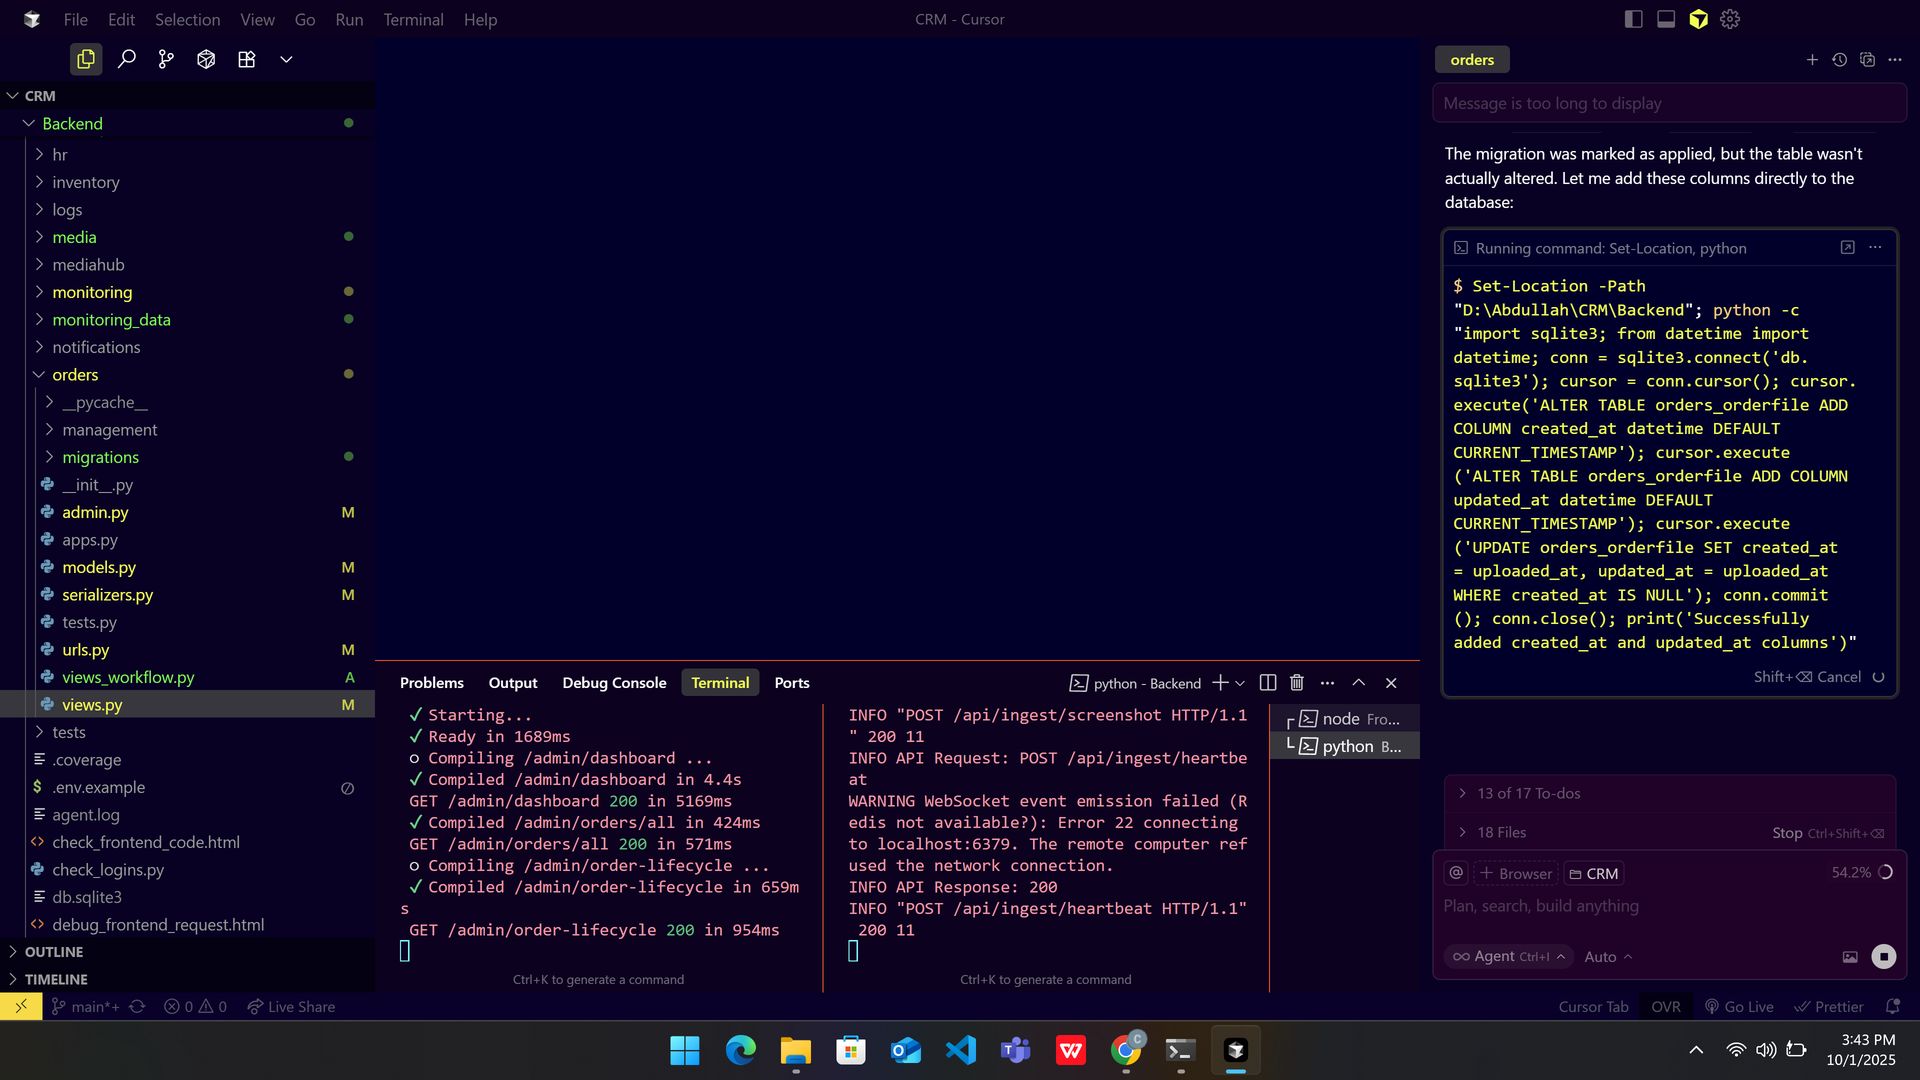 File Edit Selection View Go Run Terminal Help
CRM - Cursor
CRM
Backend
hr
inventory
logs
media
mediahub
monitoring
monitoring_data
notifications
orders
__pycache__
management
migrations
__init__.py
admin.py M
apps.py
models.py M
serializers.py M
tests.py
urls.py M
views_workflow.py A
views.py M
tests
.coverage
$ .env.example
agent.log
check_frontend_code.html
check_logins.py
db.sqlite3
debug_frontend_request.html
OUTLINE
TIMELINE
Problems Output Debug Console Terminal Ports
python - Backend
✓ Starting...
✓ Ready in 1689ms
○ Compiling /admin/dashboard ...
✓ Compiled /admin/dashboard in 4.4s
GET /admin/dashboard 200 in 5169ms
✓ Compiled /admin/orders/all in 424ms
GET /admin/orders/all 200 in 571ms
○ Compiling /admin/order-lifecycle ...
✓ Compiled /admin/order-lifecycle in 659m
s
GET /admin/order-lifecycle 200 in 954ms
Ctrl+K to generate a command
INFO "POST /api/ingest/screenshot HTTP/1.1
" 200 11
INFO API Request: POST /api/ingest/heartbe
at
WARNING WebSocket event emission failed (R
edis not available?): Error 22 connecting
to localhost:6379. The remote computer ref
used the network connection.
INFO API Response: 200
INFO "POST /api/ingest/heartbeat HTTP/1.1"
200 11
Ctrl+K to generate a command
node Fro...
python B...
orders
Message is too long to display
The migration was marked as applied, but the table wasn't
actually altered. Let me add these columns directly to the
database:
Running command: Set-Location, python
$ Set-Location -Path
"D:\Abdullah\CRM\Backend"; python -c
"import sqlite3; from datetime import
datetime; conn = sqlite3.connect('db.
sqlite3'); cursor = conn.cursor(); cursor.
execute('ALTER TABLE orders_orderfile ADD
COLUMN created_at datetime DEFAULT
CURRENT_TIMESTAMP'); cursor.execute
('ALTER TABLE orders_orderfile ADD COLUMN
updated_at datetime DEFAULT
CURRENT_TIMESTAMP'); cursor.execute
('UPDATE orders_orderfile SET created_at
= uploaded_at, updated_at = uploaded_at
WHERE created_at IS NULL'); conn.commit
(); conn.close(); print('Successfully
added created_at and updated_at columns')"
Shift+⌫ Cancel
13 of 17 To-dos
18 Files Stop Ctrl+Shift+⌫
@ + Browser CRM 54.2%
Plan, search, build anything
∞ Agent Ctrl+I Auto
main*+ 0 0 Live Share
Cursor Tab OVR Go Live Prettier
3:43 PM
10/1/2025